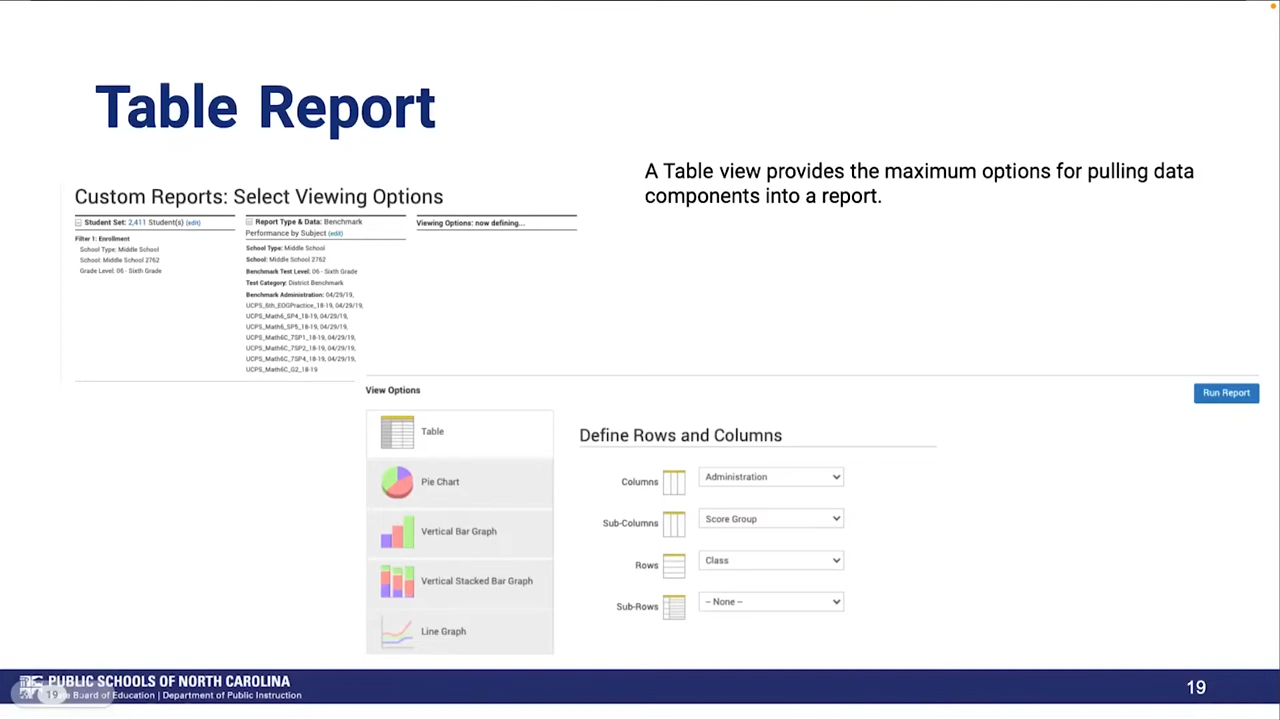 Table Report
A Table view provides the maximum options for pulling data
components into a report.
Custom Reports: Select Viewing Options
Student Set: 2,411 Student(s) (edit)
Filter 1: Enrollment
School Type: Middle School
School: Middle School 2762
Grade Level: 06 - Sixth Grade
Report Type & Data: Benchmark
Performance by Subject (edit)
School Type: Middle School
School: Middle School 2762
Benchmark Test Level: 06 - Sixth Grade
Test Category: District Benchmark
Benchmark Administration: 04/29/19,
UCPS_6th_EOGPractice_18-19, 04/29/19,
UCPS_Math6_SP4_18-19, 04/29/19,
UCPS_Math6_SP5_18-19, 04/29/19,
UCPS_Math6C_7SP1_18-19, 04/29/19,
UCPS_Math6C_7SP2_18-19, 04/29/19,
UCPS_Math6C_7SP4_18-19, 04/29/19,
UCPS_Math6C_G2_18-19
Viewing Options: now defining...
View Options
Run Report
Table
Pie Chart
Vertical Bar Graph
Vertical Stacked Bar Graph
Line Graph
Define Rows and Columns
Columns Administration
Sub-Columns Score Group
Rows Class
Sub-Rows -- None --
PUBLIC SCHOOLS OF NORTH CAROLINA
Board of Education | Department of Public Instruction
19
19